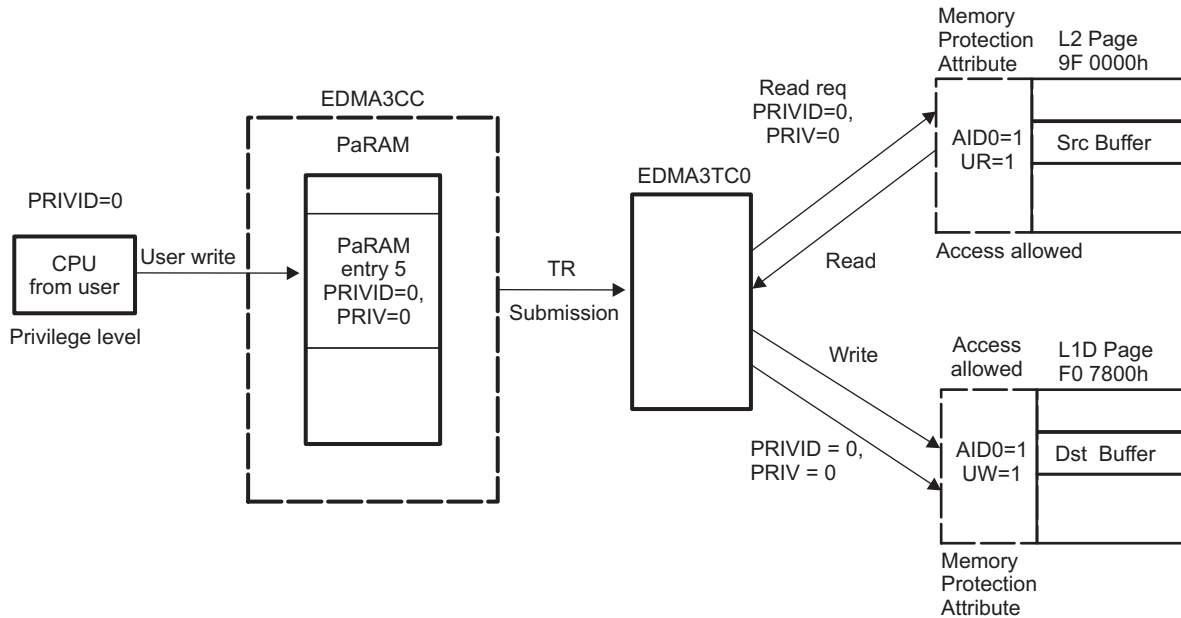 EDMA3CC
PaRAM
PRIVID=0
CPU
from user
Privilege level
User write
PaRAM
entry 5
PRIVID=0,
PRIV=0
TR
Submission
EDMA3TC0
Read req
PRIVID=0,
PRIV=0
Read
Memory
Protection
Attribute
L2 Page
9F 0000h
AID0=1
UR=1
Src Buffer
Access allowed
Write
PRIVID = 0,
PRIV = 0
Access
allowed
L1D Page
F0 7800h
AID0=1
UW=1
Dst Buffer
Memory
Protection
Attribute